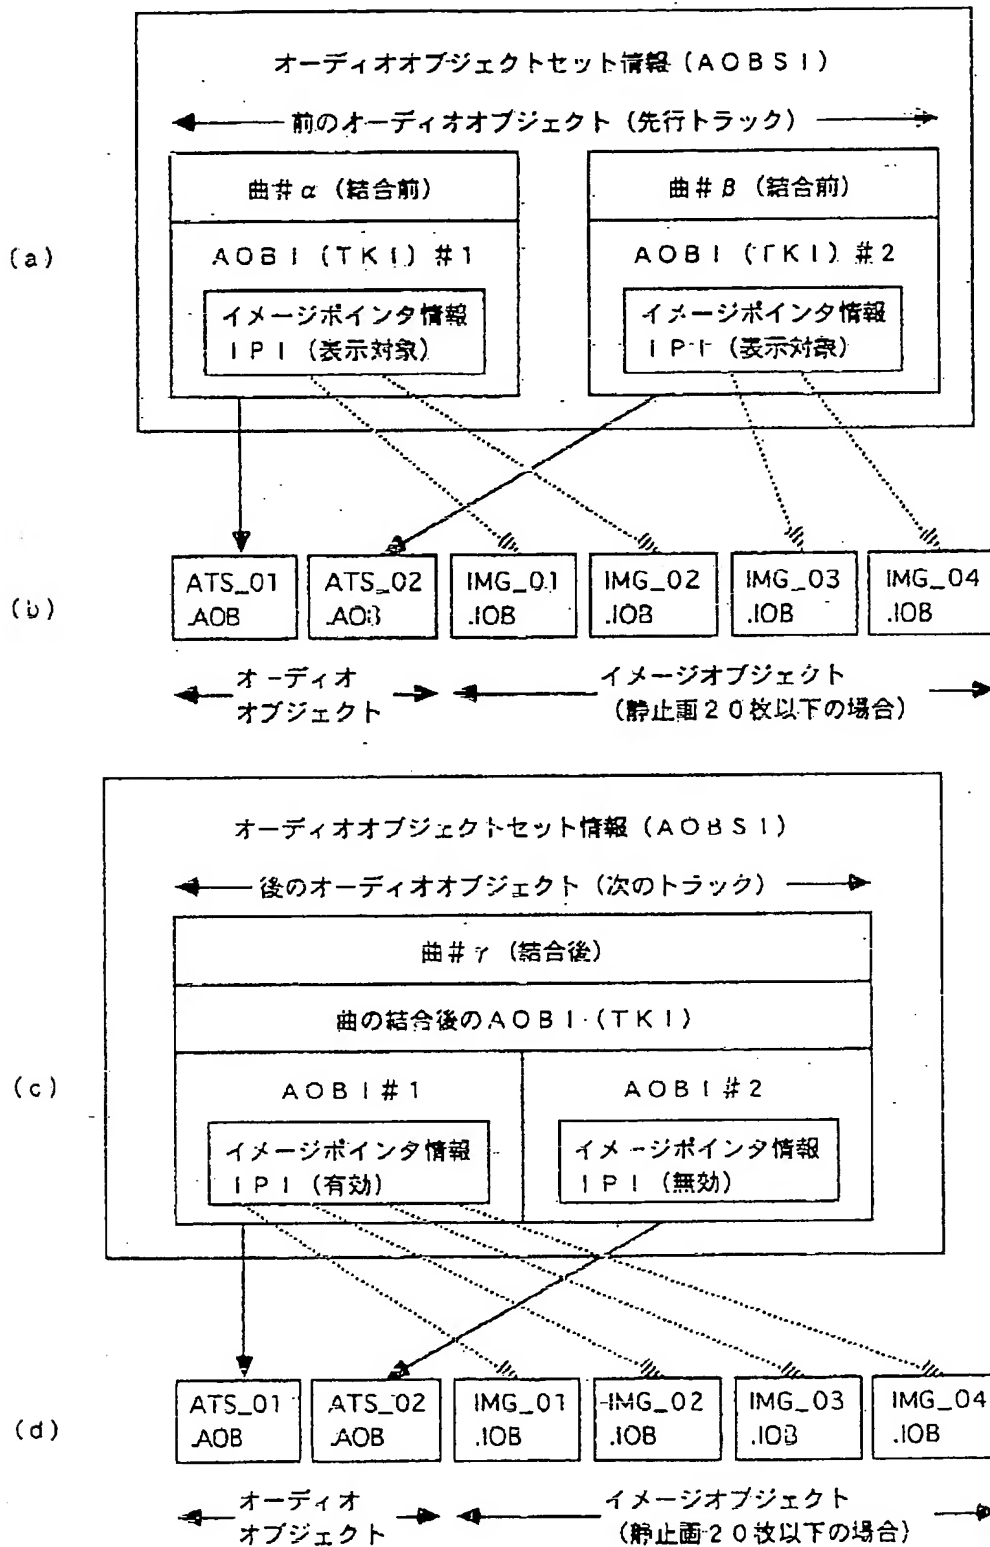 オーディオオブジェクトセット情報(AOBSI)
前のオーディオオブジェクト(先行トラック)
曲#α(結合前)
曲#β(結合前)
(a)
AOBI(TKI)#1
AOBI(TKI)#2
イメージポインタ情報
IPI(表示対象)
イメージポインタ情報
IPI(表示対象)
(b)
ATS_01
.AOB
ATS_02
.AOB
IMG_01
.IOB
IMG_02
.IOB
IMG_03
.IOB
IMG_04
.IOB
オーディオ
オブジェクト
イメージオブジェクト
(静止画20枚以下の場合)
オーディオオブジェクトセット情報(AOBSI)
後のオーディオオブジェクト(次のトラック)
曲#γ(結合後)
曲の結合後のAOBI(TKI)
(c)
AOBI#1
AOBI#2
イメージポインタ情報
IPI(有効)
イメージポインタ情報
IPI(無効)
(d)
ATS_01
.AOB
ATS_02
.AOB
IMG_01
.IOB
IMG_02
.IOB
IMG_03
.IOB
IMG_04
.IOB
オーディオ
オブジェクト
イメージオブジェクト
(静止画20枚以下の場合)